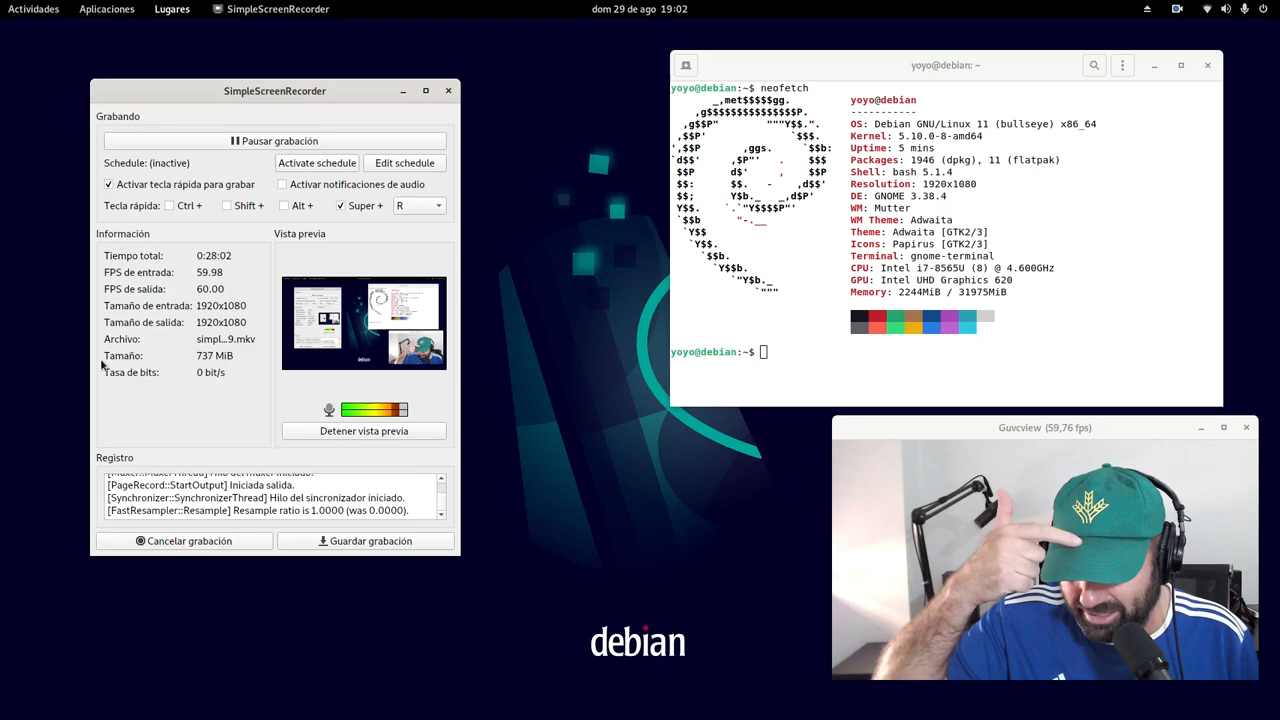 Actividades Aplicaciones Lugares SimpleScreenRecorder dom 29 de ago 19:02
SimpleScreenRecorder
Grabando
Pausar grabación
Schedule: (inactive) Activate schedule Edit schedule
Activar tecla rápida para grabar Activar notificaciones de audio
Tecla rápida: Ctrl + Shift + Alt + Super + R
Información
Tiempo total: 0:28:02
FPS de entrada: 59.98
FPS de salida: 60.00
Tamaño de entrada: 1920x1080
Tamaño de salida: 1920x1080
Archivo: simpl...9.mkv
Tamaño: 737 MiB
Tasa de bits: 0 bit/s
Vista previa
Detener vista previa
Registro
[PageRecord::StartOutput] Iniciada salida.
[Synchronizer::SynchronizerThread] Hilo del sincronizador iniciado.
[FastResampler::Resample] Resample ratio is 1.0000 (was 0.0000).
Cancelar grabación Guardar grabación
yoyo@debian: ~
yoyo@debian:~$ neofetch
yoyo@debian
-----------
OS: Debian GNU/Linux 11 (bullseye) x86_64
Kernel: 5.10.0-8-amd64
Uptime: 5 mins
Packages: 1946 (dpkg), 11 (flatpak)
Shell: bash 5.1.4
Resolution: 1920x1080
DE: GNOME 3.38.4
WM: Mutter
WM Theme: Adwaita
Theme: Adwaita [GTK2/3]
Icons: Papirus [GTK2/3]
Terminal: gnome-terminal
CPU: Intel i7-8565U (8) @ 4.600GHz
GPU: Intel UHD Graphics 620
Memory: 2244MiB / 31975MiB
yoyo@debian:~$
Guvcview (59,76 fps)
debian